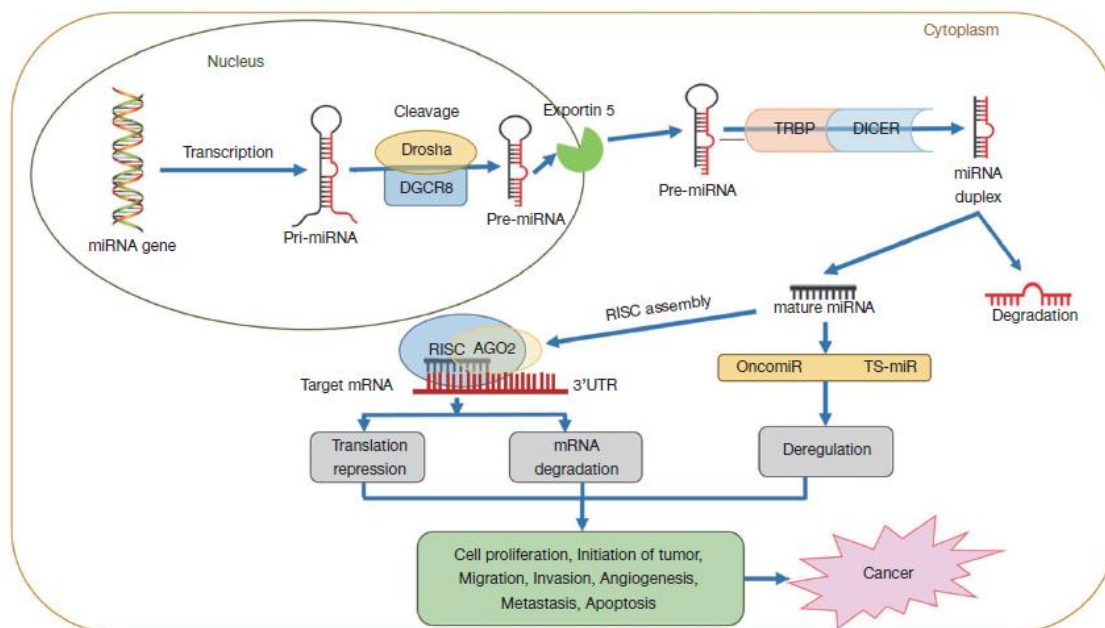 Cytoplasm
Nucleus
Cleavage
Exportin 5
Transcription
Drosha
DGCR8
TRBP
DICER
miRNA gene
Pri-miRNA
Pre-miRNA
Pre-miRNA
miRNA
duplex
RISC assembly
mature miRNA
Degradation
RISC
AGO2
Target mRNA
3'UTR
OncomiR
TS-miR
Translation
repression
mRNA
degradation
Deregulation
Cell proliferation, Initiation of tumor,
Migration, Invasion, Angiogenesis,
Metastasis, Apoptosis
Cancer